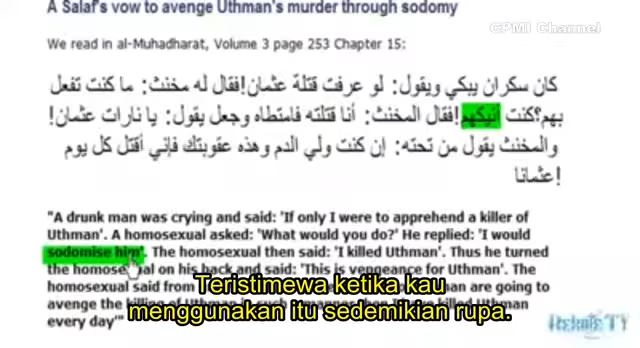 A Salaf's vow to avenge Uthman's murder through sodomy
CPMI Channel
We read in al-Muhadharat, Volume 3 page 253 Chapter 15:
كان سكران يبكي ويقول: لو عرفت قتلة عثمان!فقال له مخنث: ما كنت تفعل
بهم؟كنت أنيكهم!فقال المخنث: أنا قتلته فامتطاه وجعل يقول: يا ثارات عثمان!
والمخنث يقول من تحته: إن كنت ولي الدم وهذه عقوبتك فإني أقتل كل يوم
عثمانا!
"A drunk man was crying and said: 'If only I were to apprehend a killer of
Uthman'. A homosexual asked: 'What would you do?' He replied: 'I would
sodomise him'. The homosexual then said: 'I killed Uthman'. Thus he turned
the homosexual on his back and said: 'This is vengeance for Uthman'. The
homosexual said from are going to
avenge the Uthman
every day'"
Teristimewa ketika kau
menggunakan itu sedemikian rupa.